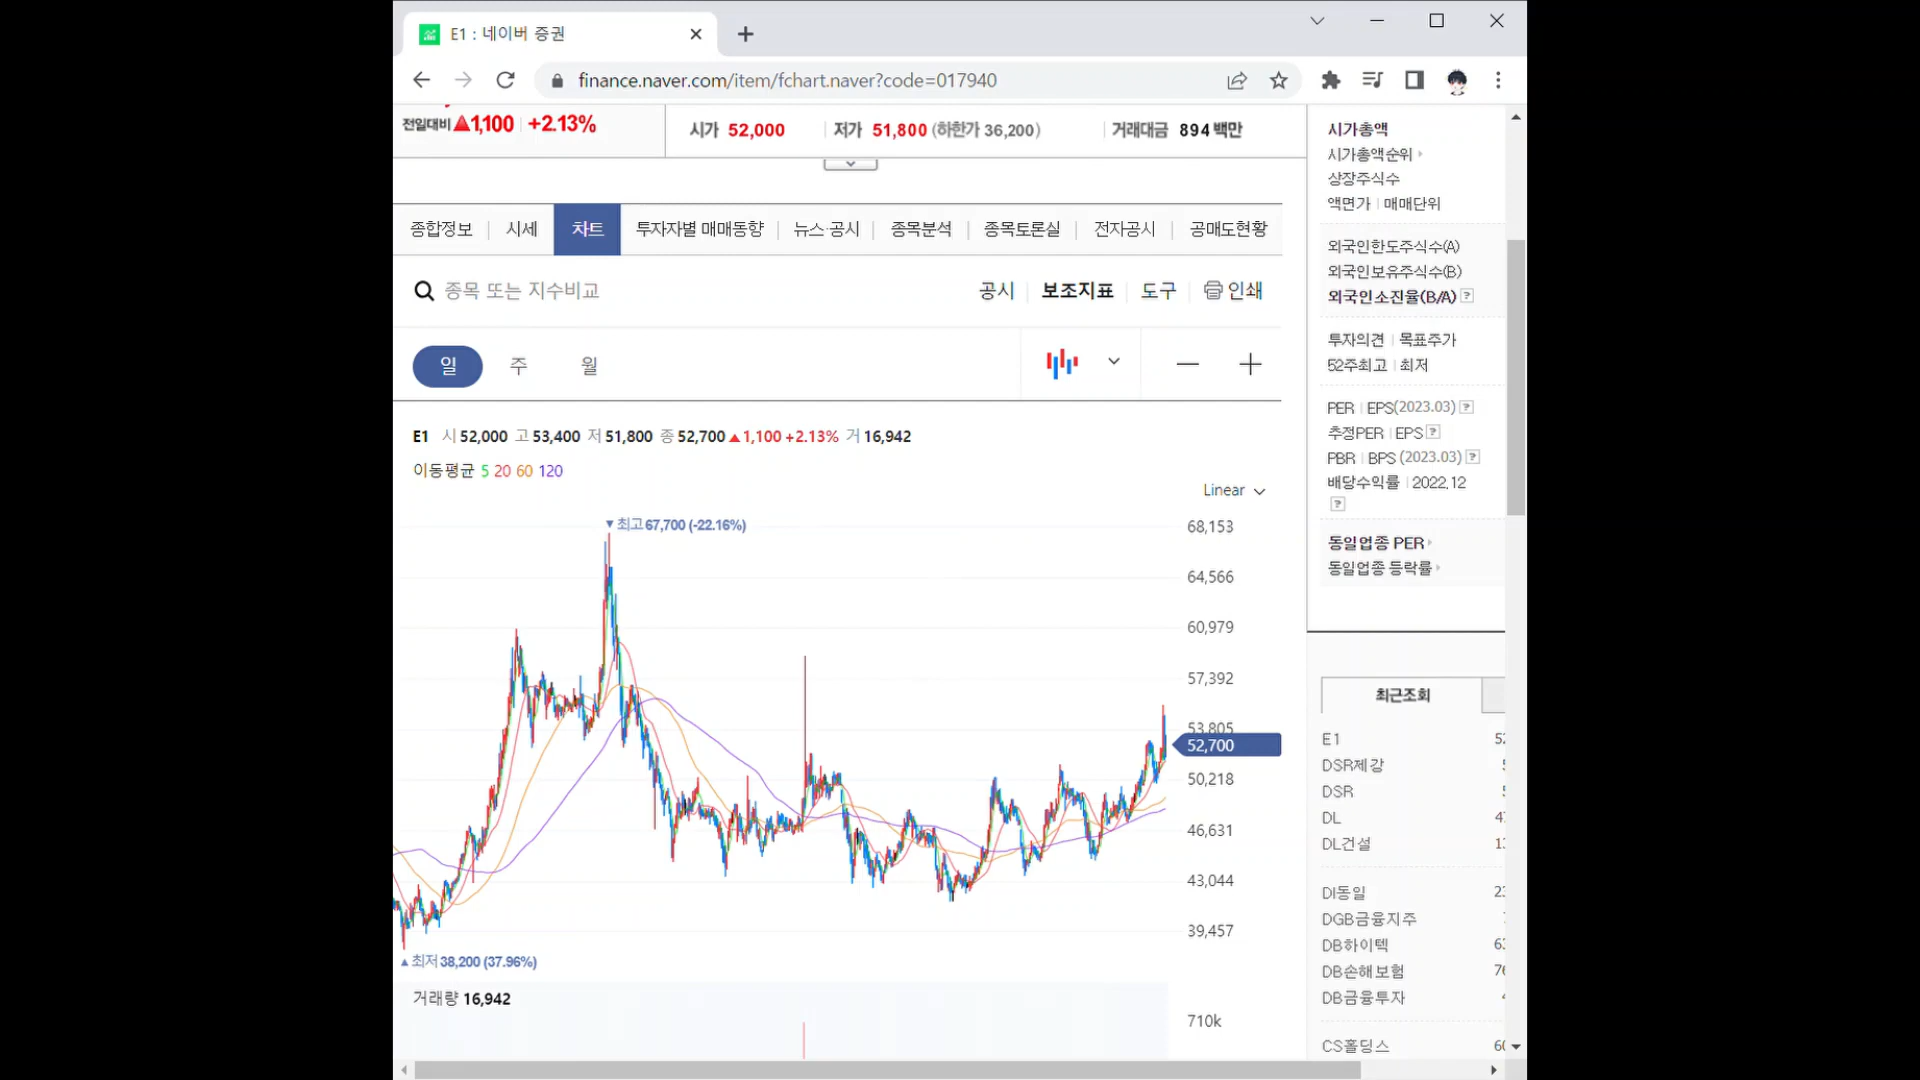 E1 : 네이버 증권
finance.naver.com/item/fchart.naver?code=017940
전일대비 ▲1,100 +2.13%
시가 52,000 저가 51,800 (하한가 36,200) 거래대금 894 백만
종합정보 시세 차트 투자자별 매매동향 뉴스·공시 종목분석 종목토론실 전자공시 공매도현황
종목 또는 지수비교 공시 보조지표 도구 인쇄
일 주 월
E1 시 52,000 고 53,400 저 51,800 종 52,700 ▲1,100 +2.13% 거 16,942
이동평균 5 20 60 120
Linear
▼최고 67,700 (-22.16%)
68,153
64,566
60,979
57,392
53,805
52,700
50,218
46,631
43,044
39,457
▲최저 38,200 (37.96%)
거래량 16,942
710k
시가총액
시가총액순위
상장주식수
액면가 매매단위
외국인한도주식수(A)
외국인보유주식수(B)
외국인소진율(B/A) ?
투자의견 목표주가
52주최고 최저
PER EPS(2023.03) ?
추정PER EPS ?
PBR BPS (2023.03) ?
배당수익률 2022.12
?
동일업종 PER
동일업종 등락률
최근조회
E1
DSR제강
DSR
DL
DL건설
DI동일
DGB금융지주
DB하이텍
DB손해보험
DB금융투자
CS홀딩스